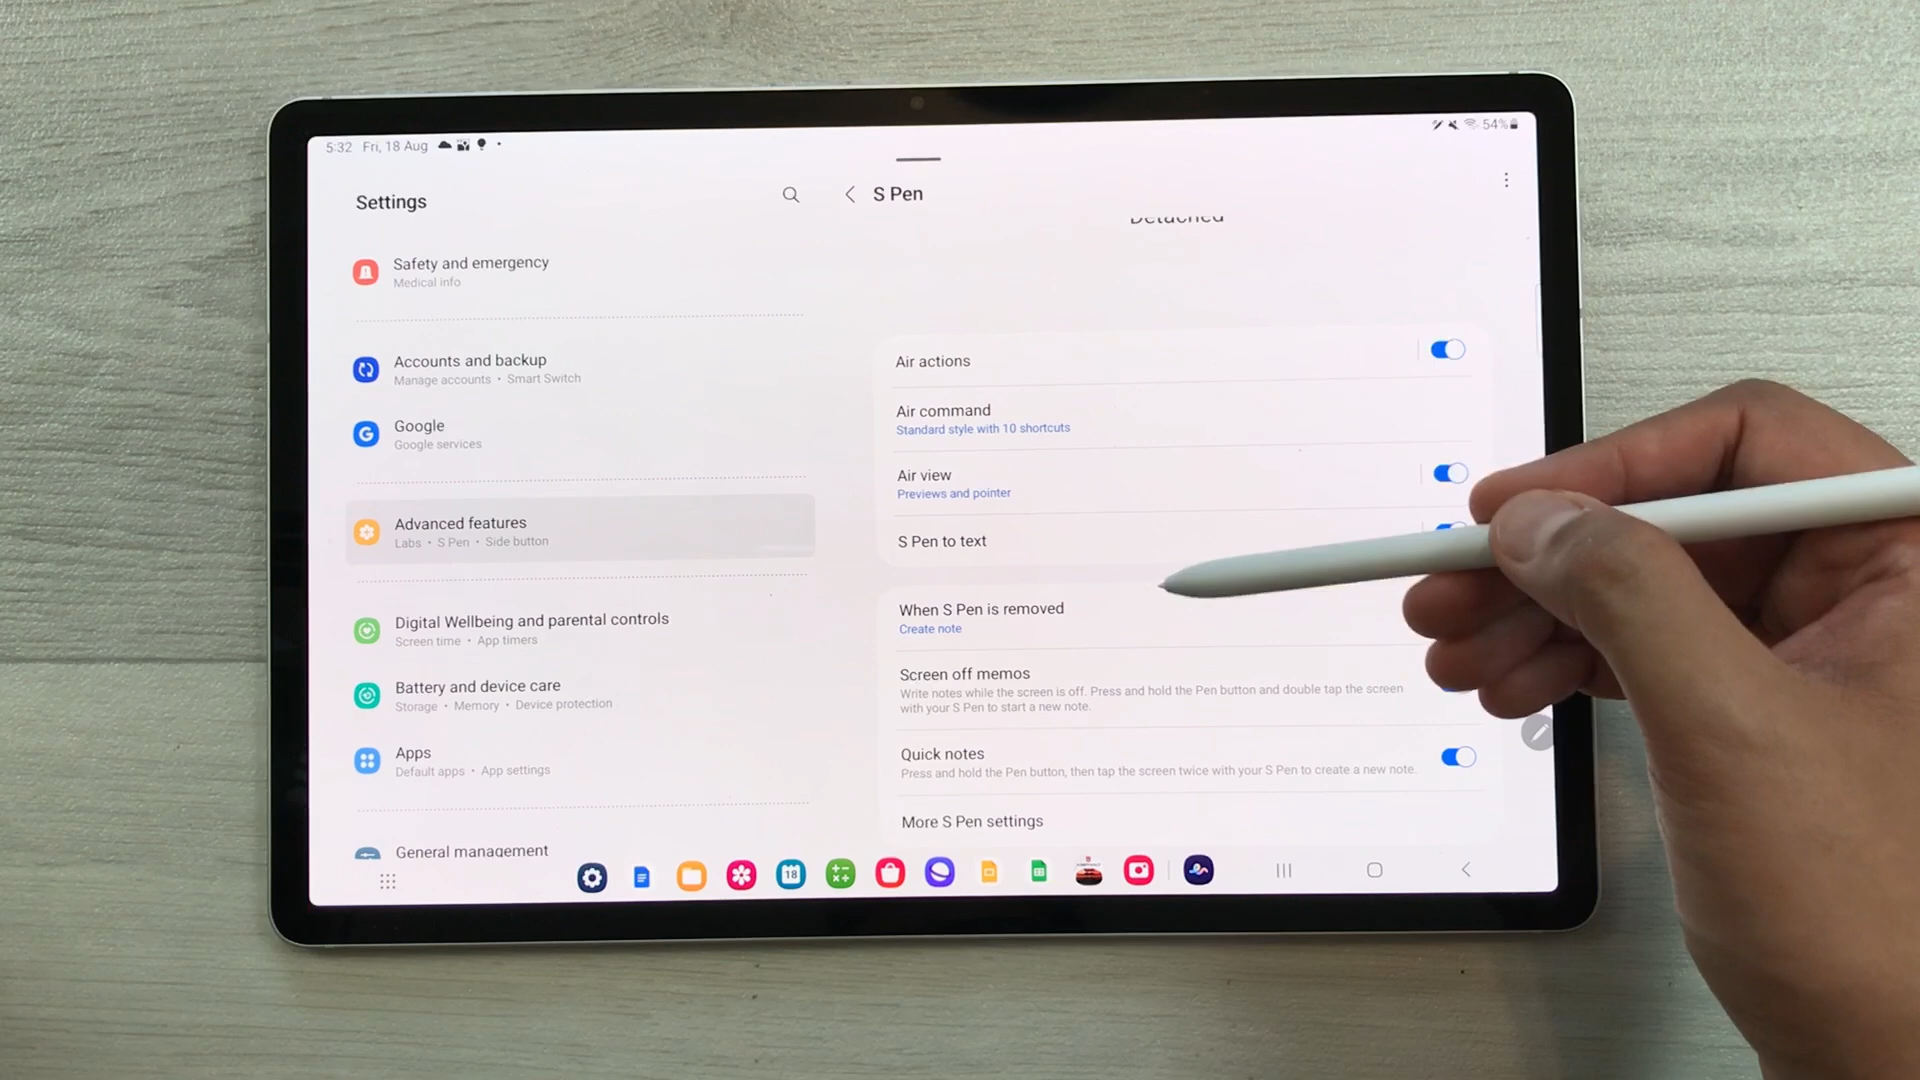 5:32 Fri, 18 Aug
54%
Settings
Safety and emergency
Medical info
Accounts and backup
Manage accounts • Smart Switch
Google
Google services
Advanced features
Labs • S Pen • Side button
Digital Wellbeing and parental controls
Screen time • App timers
Battery and device care
Storage • Memory • Device protection
Apps
Default apps • App settings
General management
S Pen
Detached
Air actions
Air command
Standard style with 10 shortcuts
Air view
Previews and pointer
S Pen to text
When S Pen is removed
Create note
Screen off memos
Write notes while the screen is off. Press and hold the Pen button and double tap the screen
with your S Pen to start a new note.
Quick notes
Press and hold the Pen button, then tap the screen twice with your S Pen to create a new note.
More S Pen settings
18